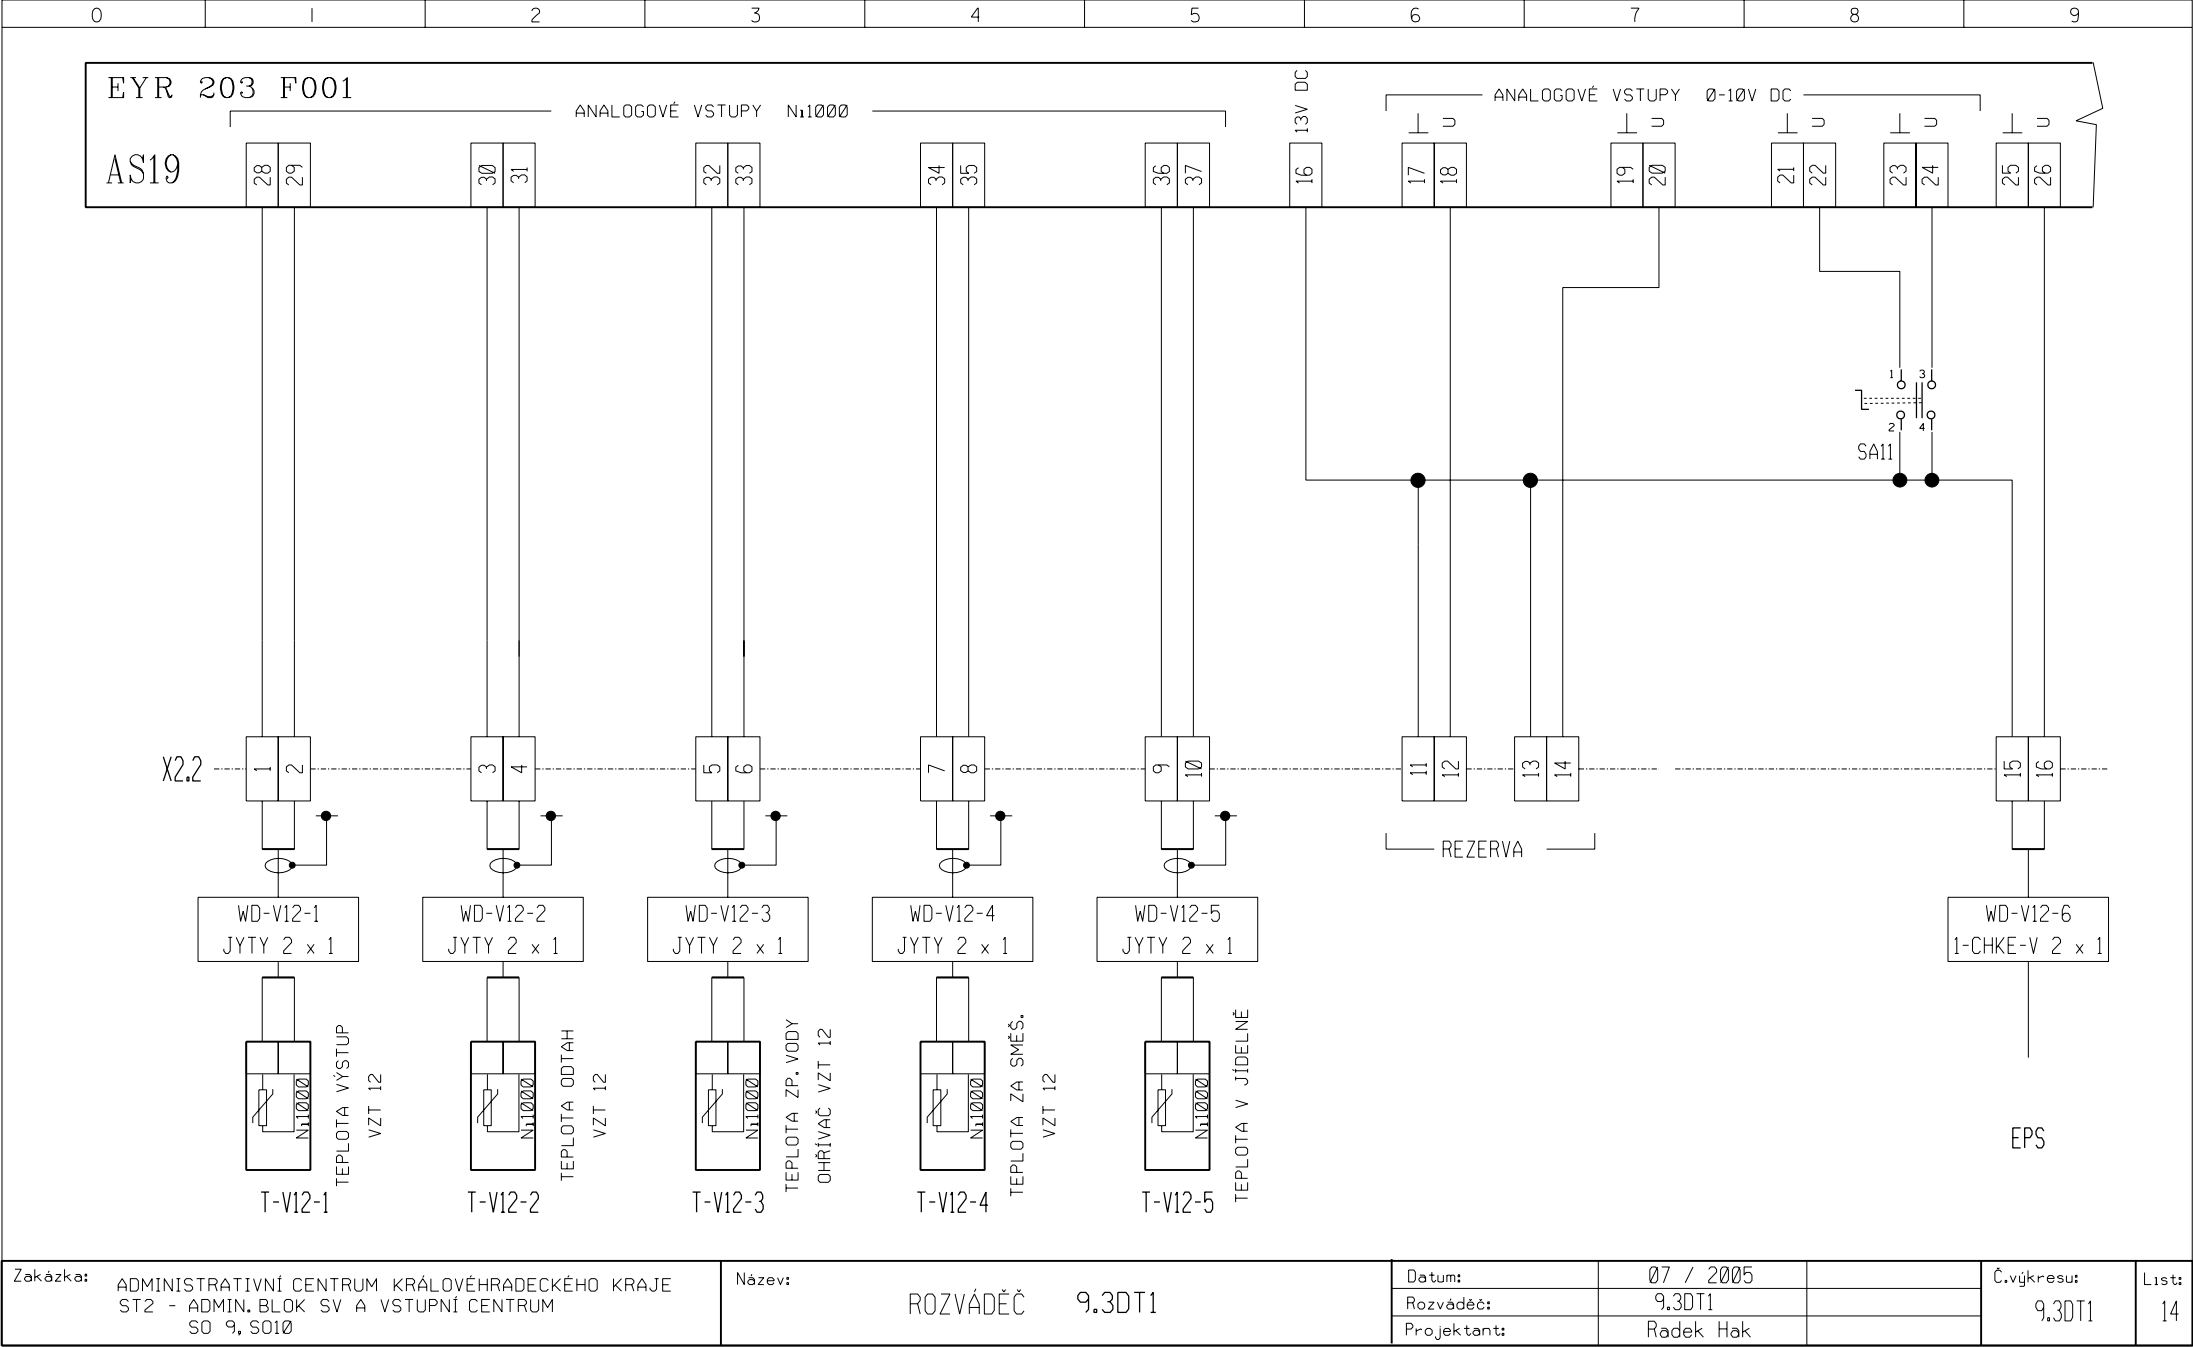 0 1 2 3 4 5 6 7 8 9
EYR 203 F001
ANALOGOVÉ VSTUPY Ni1000
13V DC
ANALOGOVÉ VSTUPY 0-10V DC
U U U U U
AS19
28 29 30 31 32 33 34 35 36 37 16 17 18 19 20 21 22 23 24 25 26
1 3
2 4
SA11
X2.2
1 2 3 4 5 6 7 8 9 10 11 12 13 14 15 16
REZERVA
WD-V12-1
JYTY 2 x 1
WD-V12-2
JYTY 2 x 1
WD-V12-3
JYTY 2 x 1
WD-V12-4
JYTY 2 x 1
WD-V12-5
JYTY 2 x 1
WD-V12-6
1-CHKE-V 2 x 1
Ni1000
TEPLOTA VÝSTUP
VZT 12
T-V12-1
Ni1000
TEPLOTA ODTAH
VZT 12
T-V12-2
Ni1000
TEPLOTA ZP. VODY
OHŘÍVAČ VZT 12
T-V12-3
Ni1000
TEPLOTA ZA SMĚŠ.
VZT 12
T-V12-4
Ni1000
TEPLOTA V JÍDELNĚ
T-V12-5
EPS
Zakázka:
ADMINISTRATIVNÍ CENTRUM KRÁLOVÉHRADECKÉHO KRAJE
ST2 - ADMIN. BLOK SV A VSTUPNÍ CENTRUM
SO 9, SO10
Název:
ROZVÁDĚČ 9.3DT1
Datum: 07 / 2005
Rozváděč: 9.3DT1
Projektant: Radek Hak
Č.výkresu:
9.3DT1
List:
14